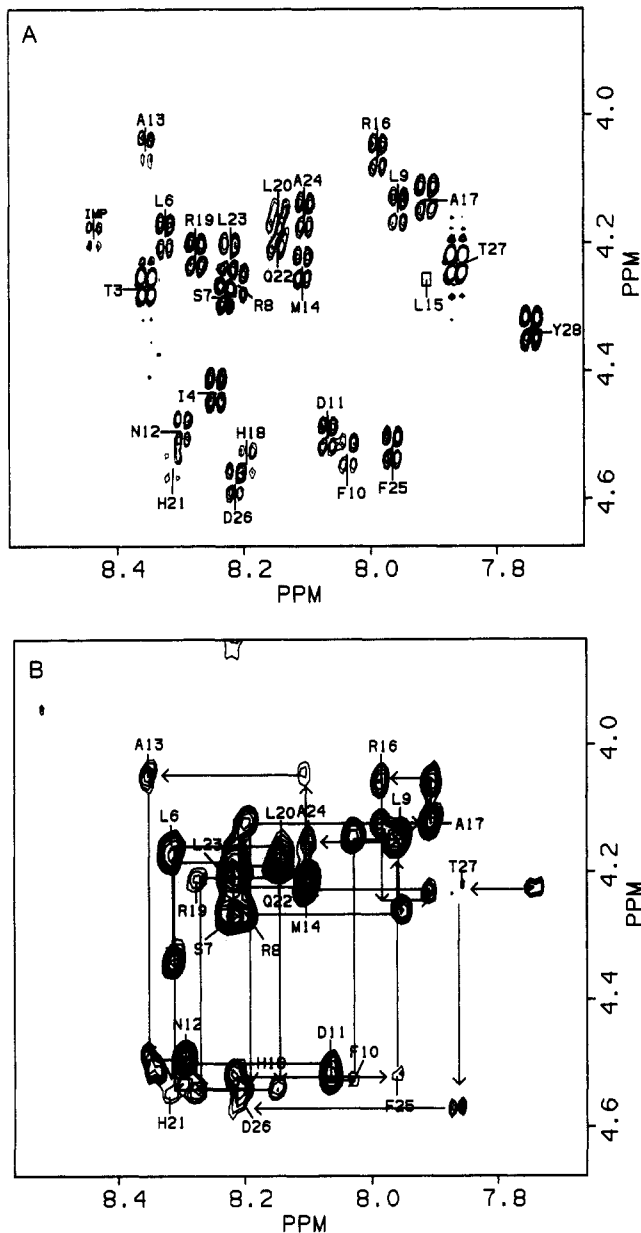 A
4.0
A13
R16
L6
R19
L23
L20
A24
L9
IMP
A17
4.2
T3
S7
R8
Q22
M14
L15
T27
Y28
4.4
PPM
I4
N12
D11
H18
F10
F25
H21
D26
4.6
8.4
8.2
8.0
7.8
PPM
B
4.0
A13
R16
L6
L23
L20
A24
L9
A17
4.2
R19
Q22
T27
S7
R8
M14
4.4
PPM
N12
D11
H18
F10
H21
D26
F25
4.6
8.4
8.2
8.0
7.8
PPM